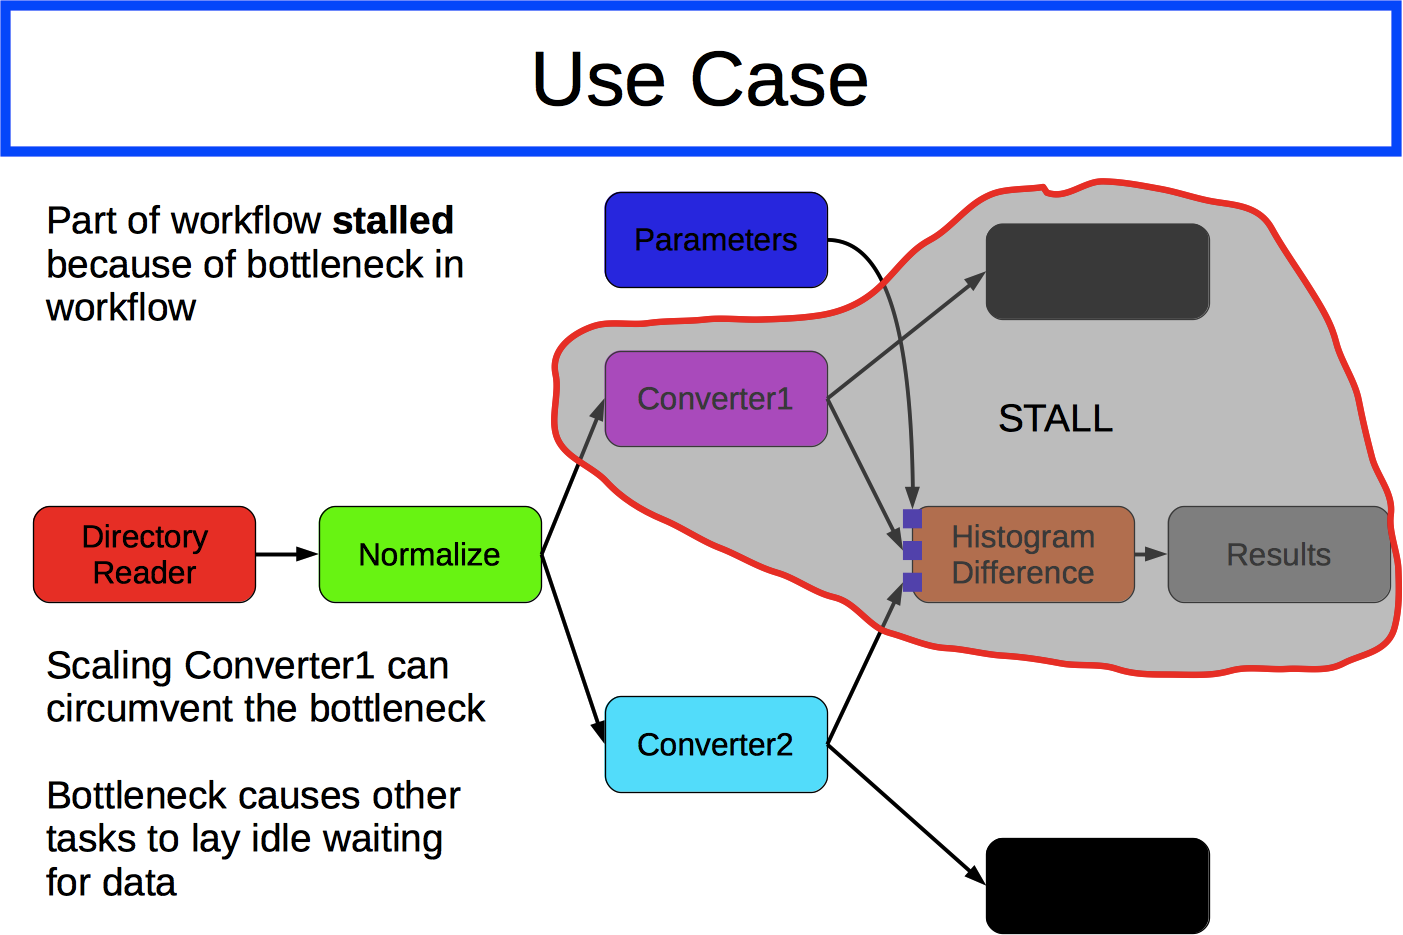 Use Case
Part of workflow stalled
because of bottleneck in
workflow
Parameters
Converter1
STALL
Directory
Reader
Normalize
Histogram
Difference
Results
Scaling Converter1 can
circumvent the bottleneck
Converter2
Bottleneck causes other
tasks to lay idle waiting
for data